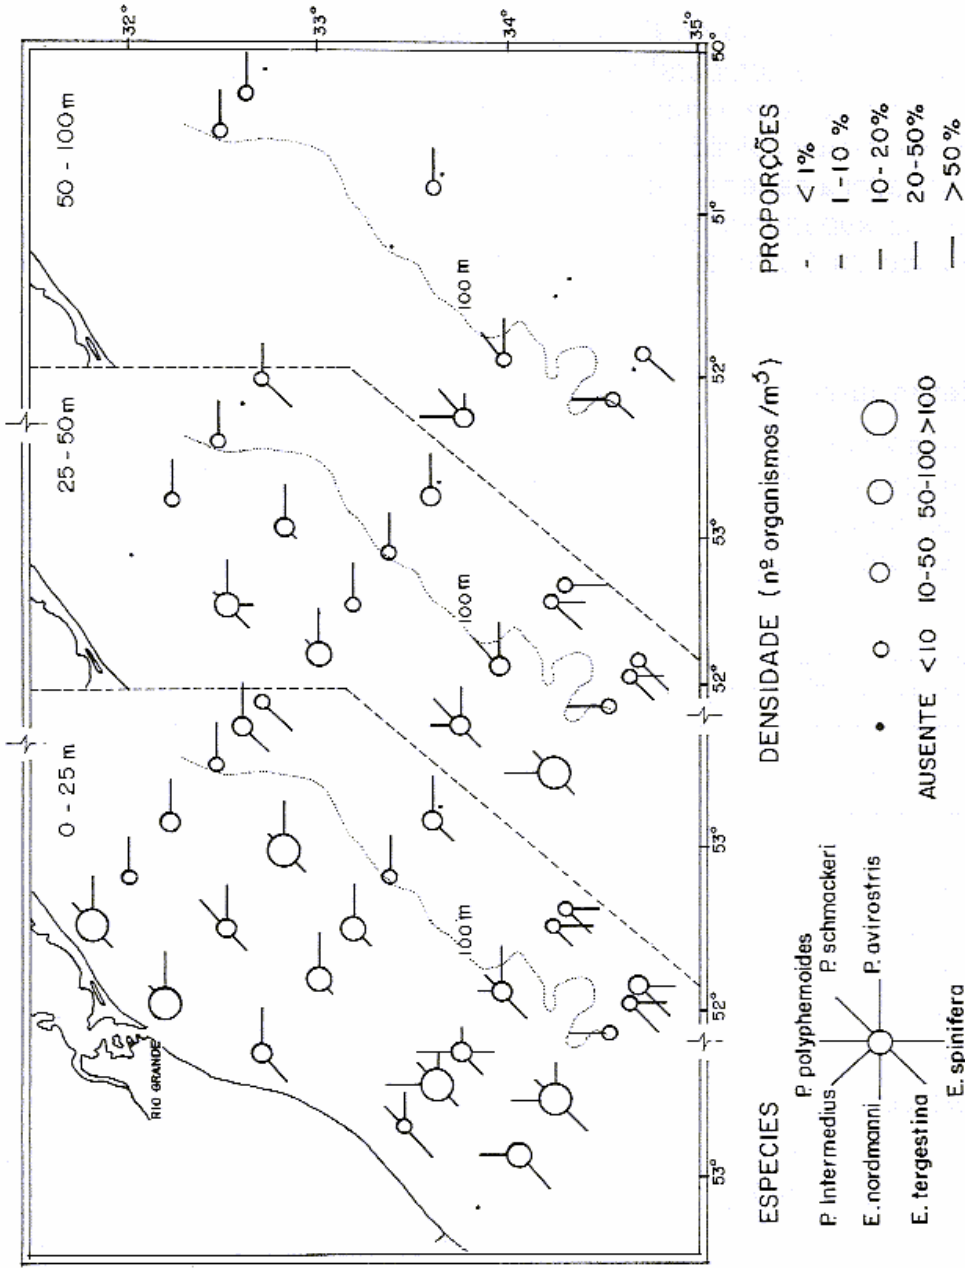 0 - 25 m
25 - 50 m
50 - 100 m
RIO GRANDE
100 m
100 m
100 m
32°
33°
34°
35°
53°
52°
53°
52°
53°
52°
51°
50°
ESPECIES
P. polyphemoides
P. intermedius
P. schmackeri
E. nordmanni
P. avirostris
E. tergestina
E. spinifera
DENSIDADE (nº organismos /m³)
AUSENTE <10 10-50 50-100 >100
PROPORÇÕES
<1%
1-10 %
10-20%
20-50%
>50%